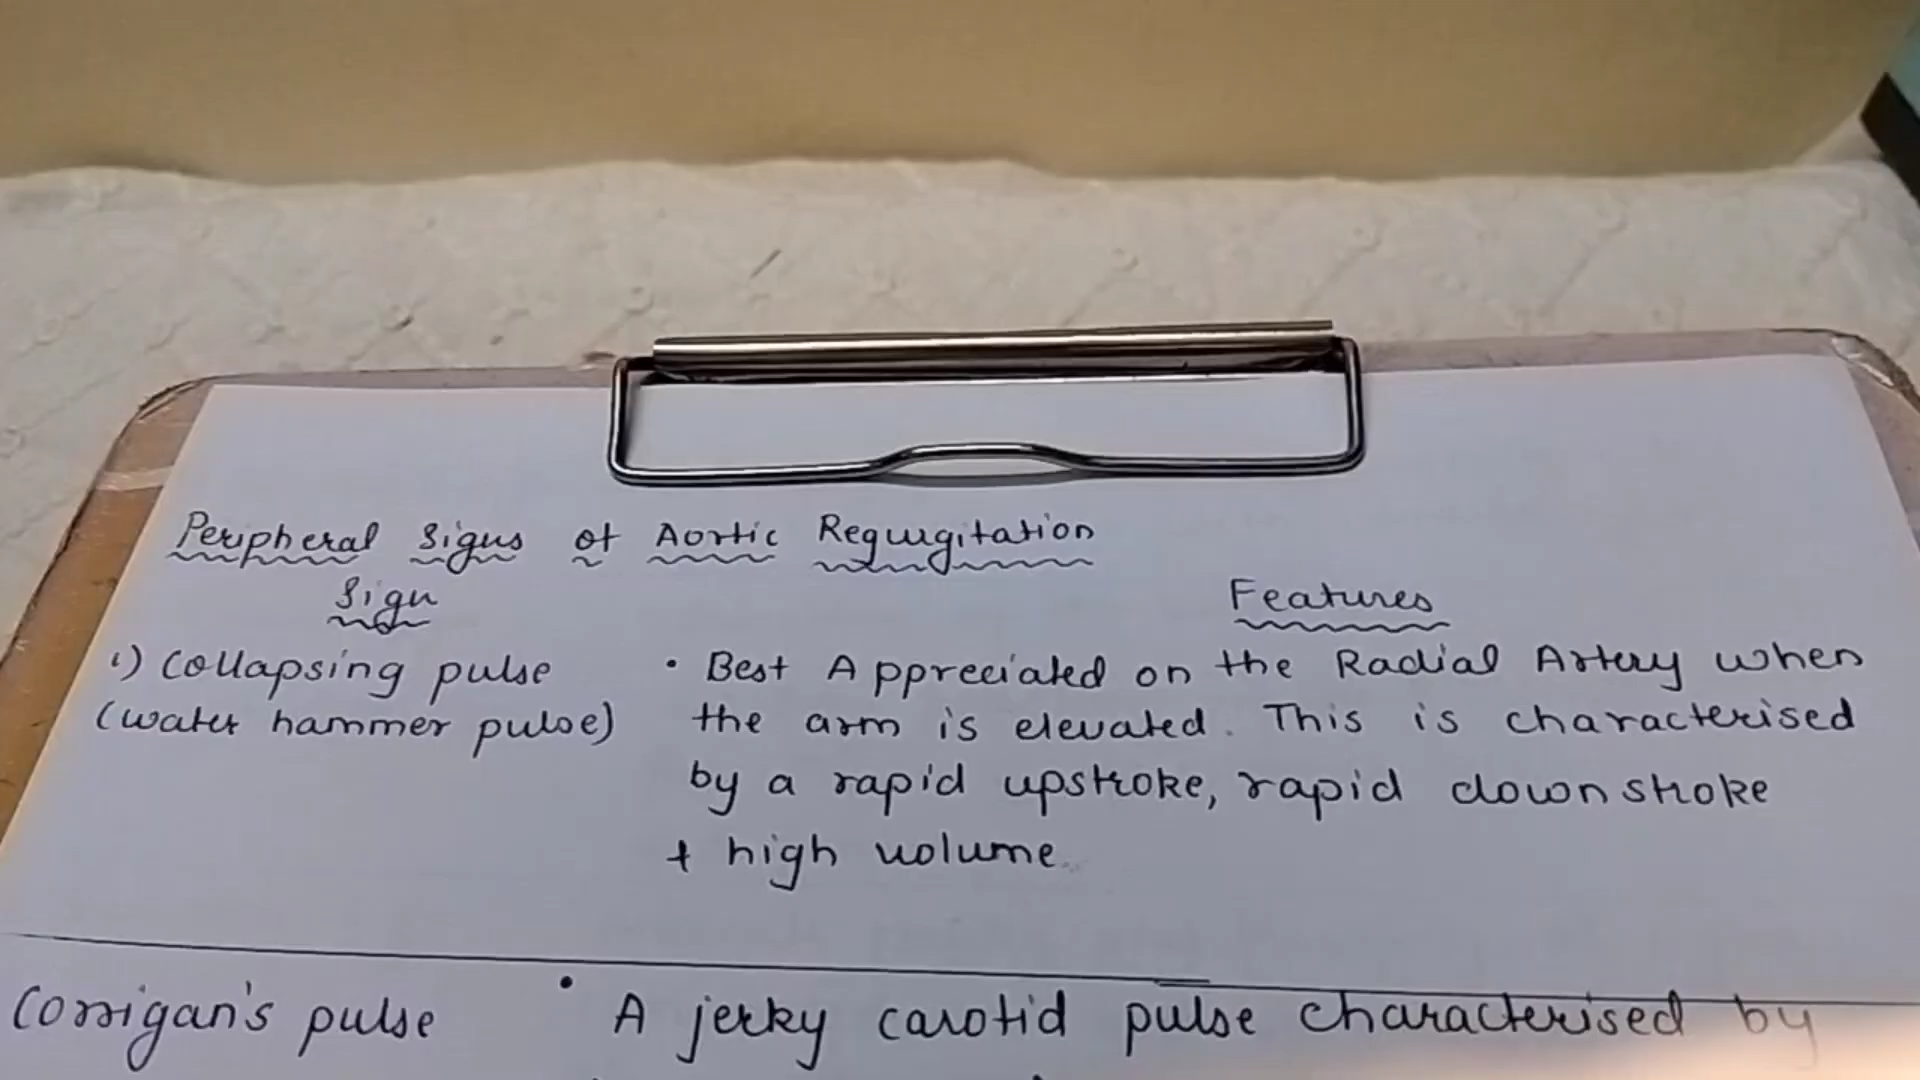 Peripheral Signs of Aortic Regurgitation
Sign
Features
1) Collapsing pulse
(water hammer pulse)
• Best Appreciated on the Radial Artery when
the arm is elevated. This is characterised
by a rapid upstroke, rapid downstroke
+ high volume.
Corrigan's pulse
• A jerky carotid pulse characterised by